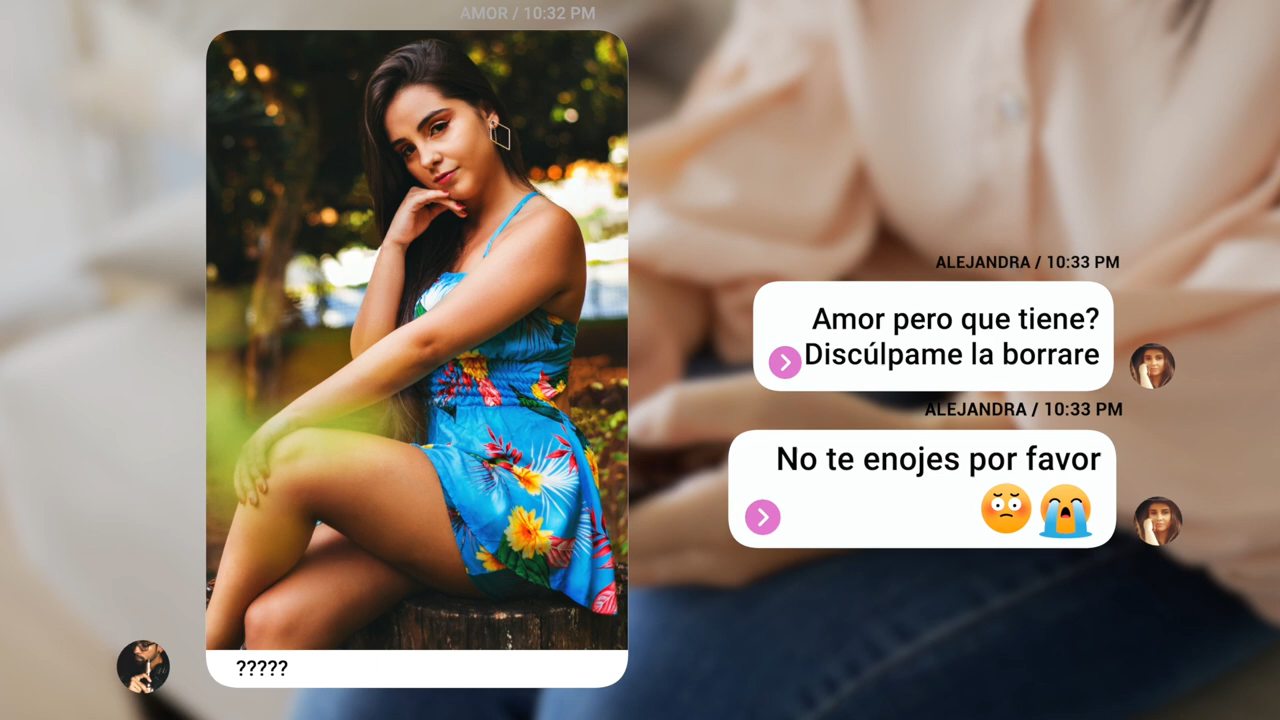 AMOR / 10:32 PM
?????
ALEJANDRA / 10:33 PM
Amor pero que tiene?
Discúlpame la borrare
ALEJANDRA / 10:33 PM
No te enojes por favor